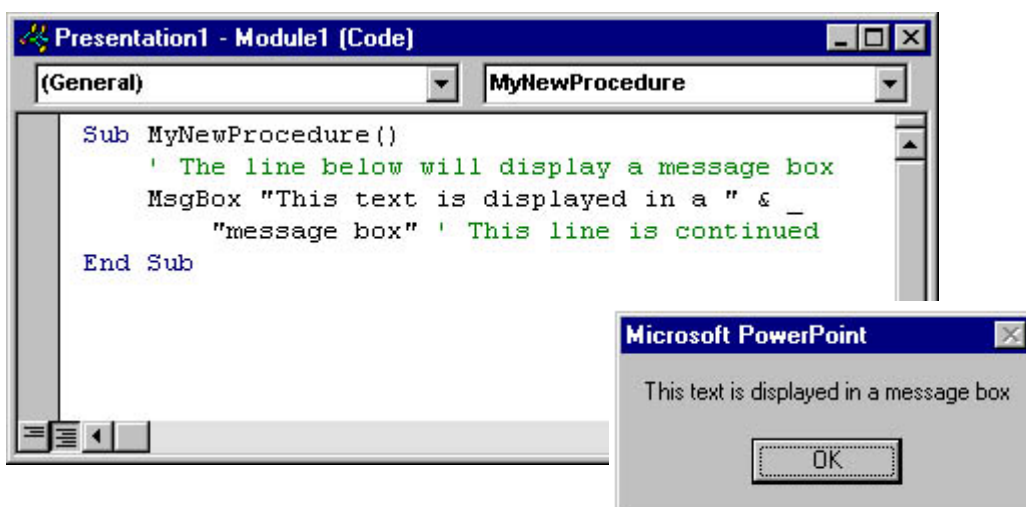 Presentation1 - Module1 (Code)
(General) MyNewProcedure
Sub MyNewProcedure()
' The line below will display a message box
MsgBox "This text is displayed in a " & _
"message box" ' This line is continued
End Sub
Microsoft PowerPoint
This text is displayed in a message box
OK